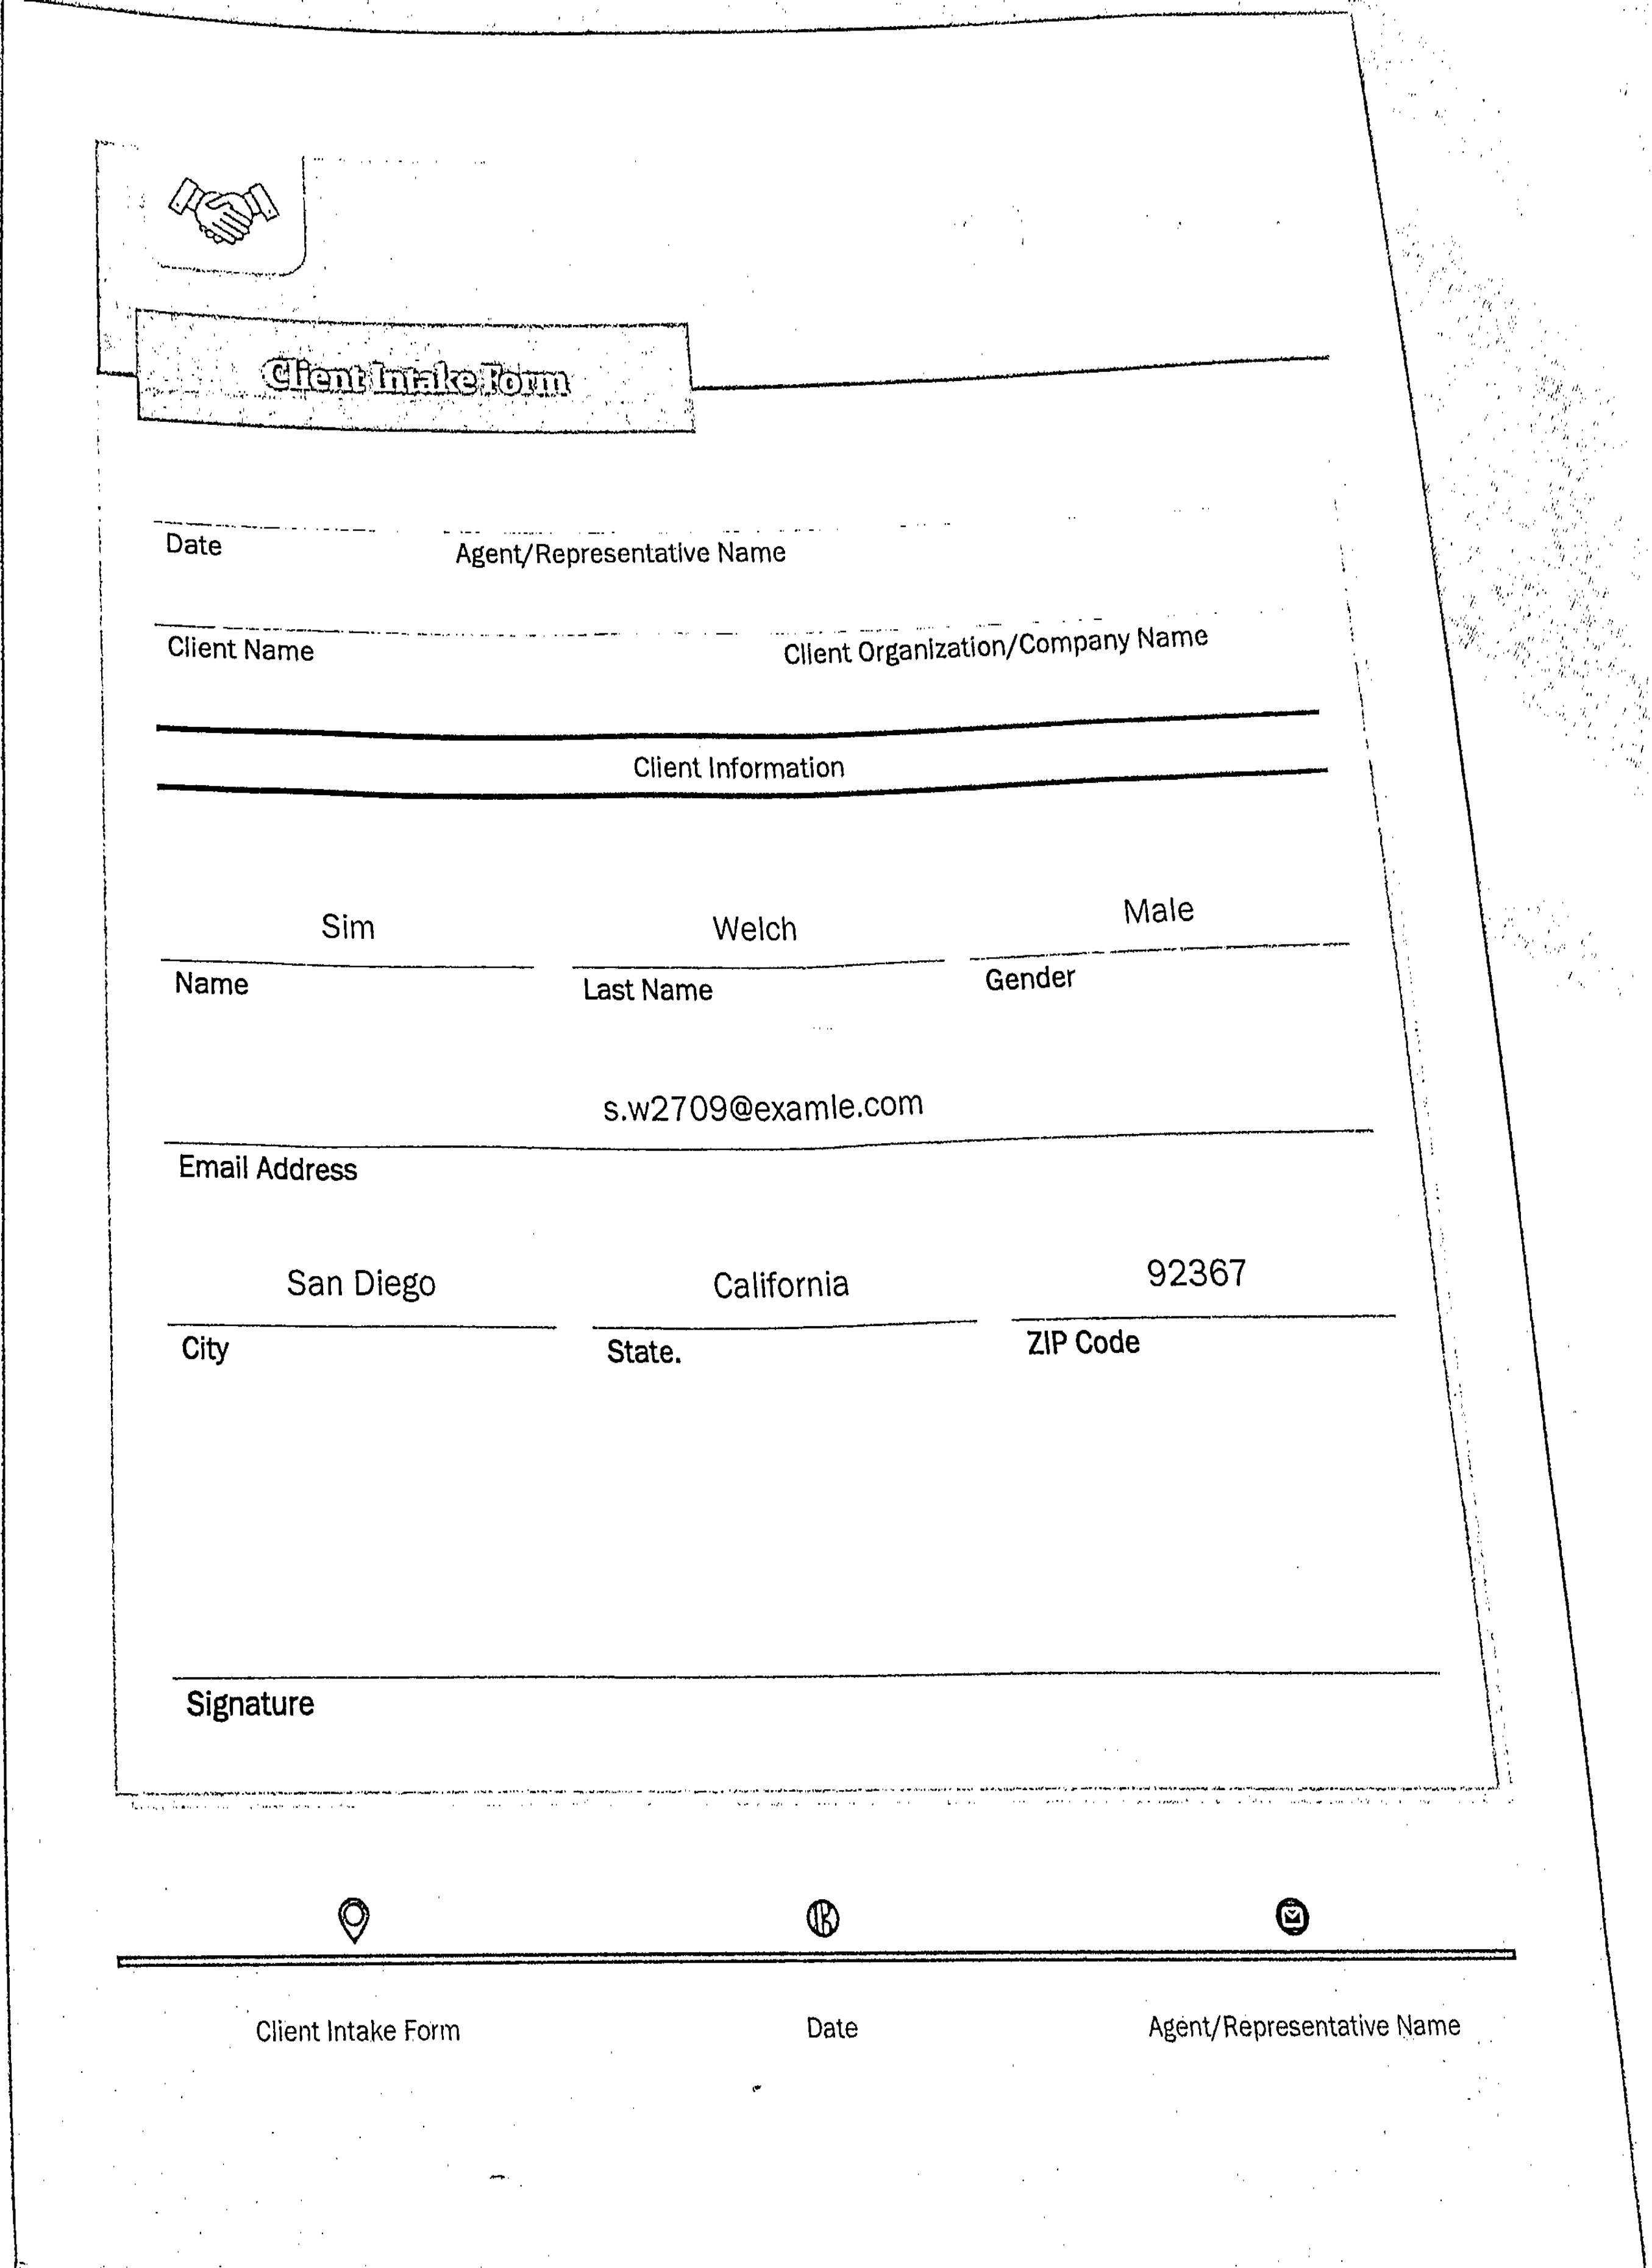 Client Intake Form
Date Agent/Representative Name
Client Name Client Organization/Company Name
Client Information
Sim Welch Male
Name Last Name Gender
s.w2709@examle.com
Email Address
San Diego California 92367
City State. ZIP Code
Signature
Client Intake Form Date Agent/Representative Name